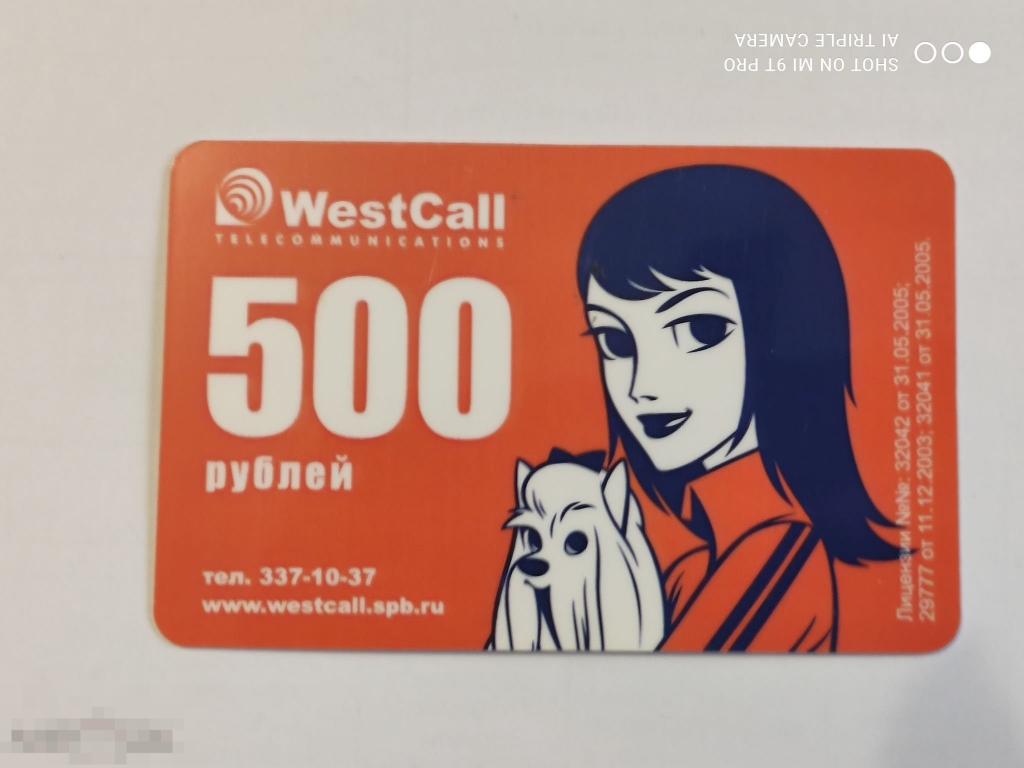 WestCall
TELECOMMUNICATIONS
500
рублей
тел. 337-10-37
www.westcall.spb.ru
Лицензии №№: 32042 от 31.05.2005;
29777 от 11.12.2003; 32041 от 31.05.2005.
SHOT ON MI 9T PRO
AI TRIPLE CAMERA